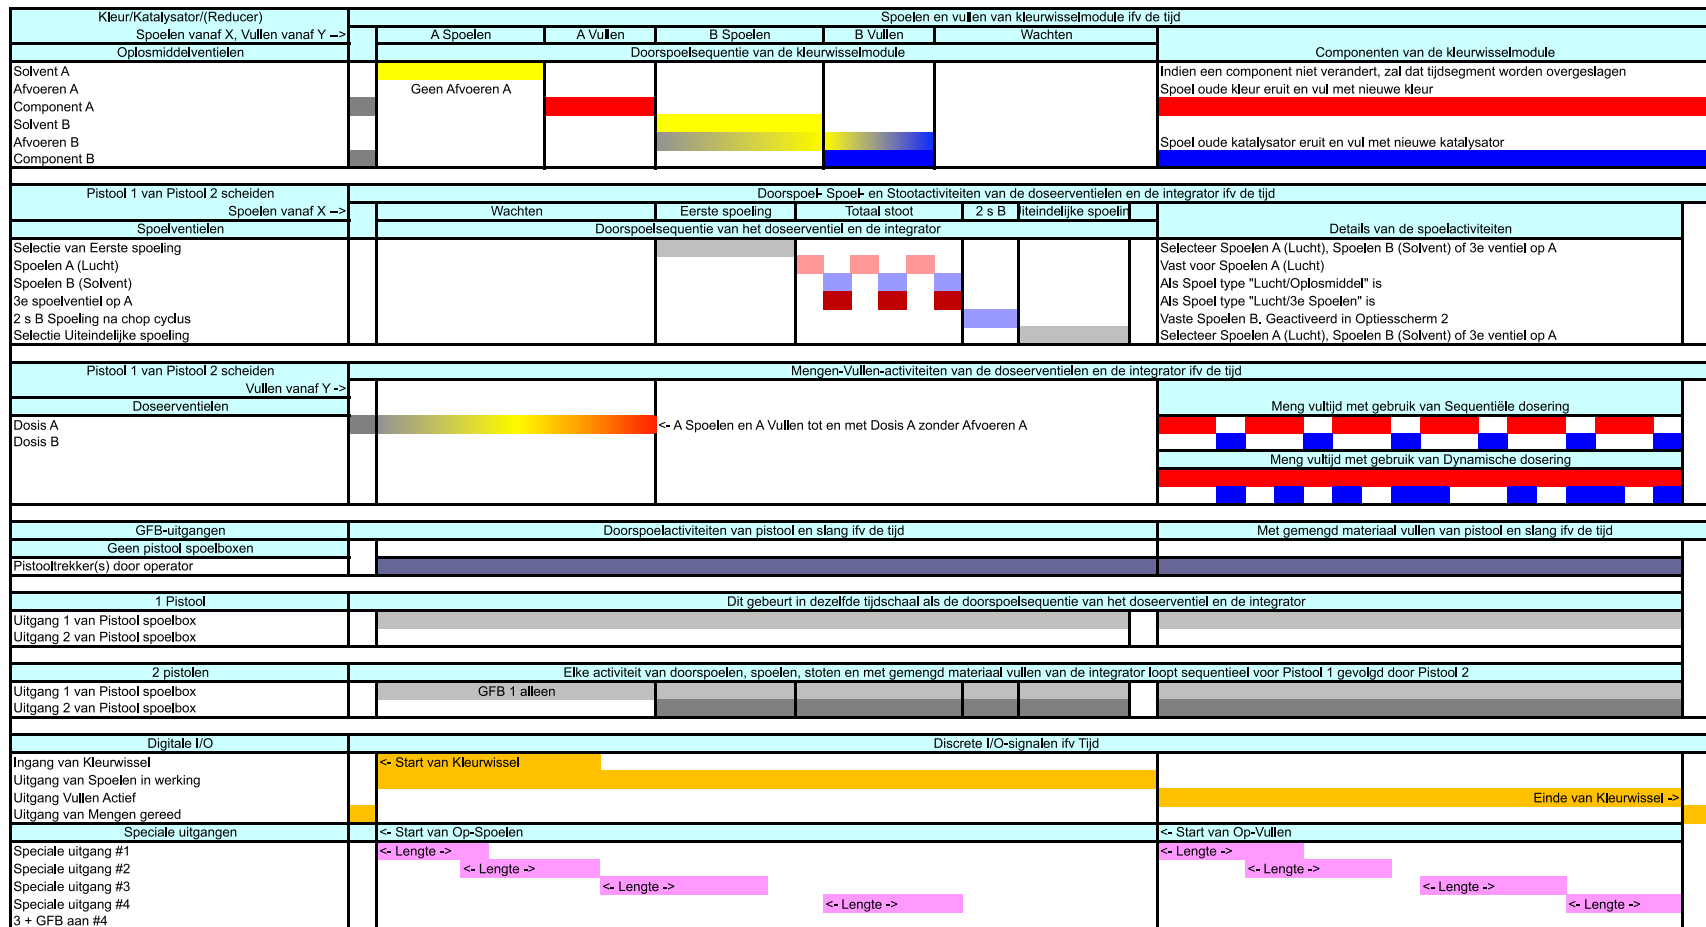 Kleur/Katalysator/(Reducer)
Spoelen en vullen van kleurwisselmodule ifv de tijd
Spoelen vanaf X, Vullen vanaf Y –>
A Spoelen
A Vullen
B Spoelen
B Vullen
Wachten
Oplosmiddelventielen
Doorspoelsequentie van de kleurwisselmodule
Componenten van de kleurwisselmodule
Solvent A
Indien een component niet verandert, zal dat tijdsegment worden overgeslagen
Afvoeren A
Geen Afvoeren A
Spoel oude kleur eruit en vul met nieuwe kleur
Component A
Solvent B
Afvoeren B
Spoel oude katalysator eruit en vul met nieuwe katalysator
Component B
Pistool 1 van Pistool 2 scheiden
Doorspoel- Spoel- en Stootactiviteiten van de doseerventielen en de integrator ifv de tijd
Spoelen vanaf X –>
Wachten
Eerste spoeling
Totaal stoot
2 s B
Uiteindelijke spoelin
Spoelventielen
Doorspoelsequentie van het doseerventiel en de integrator
Details van de spoelactiviteiten
Selectie van Eerste spoeling
Selecteer Spoelen A (Lucht), Spoelen B (Solvent) of 3e ventiel op A
Spoelen A (Lucht)
Vast voor Spoelen A (Lucht)
Spoelen B (Solvent)
Als Spoel type "Lucht/Oplosmiddel" is
3e spoelventiel op A
Als Spoel type "Lucht/3e Spoelen" is
2 s B Spoeling na chop cyclus
Vaste Spoelen B. Geactiveerd in Optiesscherm 2
Selectie Uiteindelijke spoeling
Selecteer Spoelen A (Lucht), Spoelen B (Solvent) of 3e ventiel op A
Pistool 1 van Pistool 2 scheiden
Mengen-Vullen-activiteiten van de doseerventielen en de integrator ifv de tijd
Vullen vanaf Y ->
Doseerventielen
Meng vultijd met gebruik van Sequentiële dosering
Dosis A
<- A Spoelen en A Vullen tot en met Dosis A zonder Afvoeren A
Dosis B
Meng vultijd met gebruik van Dynamische dosering
GFB-uitgangen
Doorspoelactiviteiten van pistool en slang ifv de tijd
Met gemengd materiaal vullen van pistool en slang ifv de tijd
Geen pistool spoelboxen
Pistooltrekker(s) door operator
1 Pistool
Dit gebeurt in dezelfde tijdschaal als de doorspoelsequentie van het doseerventiel en de integrator
Uitgang 1 van Pistool spoelbox
Uitgang 2 van Pistool spoelbox
2 pistolen
Elke activiteit van doorspoelen, spoelen, stoten en met gemengd materiaal vullen van de integrator loopt sequentieel voor Pistool 1 gevolgd door Pistool 2
Uitgang 1 van Pistool spoelbox
GFB 1 alleen
Uitgang 2 van Pistool spoelbox
Digitale I/O
Discrete I/O-signalen ifv Tijd
Ingang van Kleurwissel
<- Start van Kleurwissel
Uitgang van Spoelen in werking
Uitgang Vullen Actief
Einde van Kleurwissel ->
Uitgang van Mengen gereed
Speciale uitgangen
<- Start van Op-Spoelen
<- Start van Op-Vullen
Speciale uitgang #1
<- Lengte ->
<- Lengte ->
Speciale uitgang #2
<- Lengte ->
<- Lengte ->
Speciale uitgang #3
<- Lengte ->
<- Lengte ->
Speciale uitgang #4
<- Lengte ->
<- Lengte ->
3 + GFB aan #4